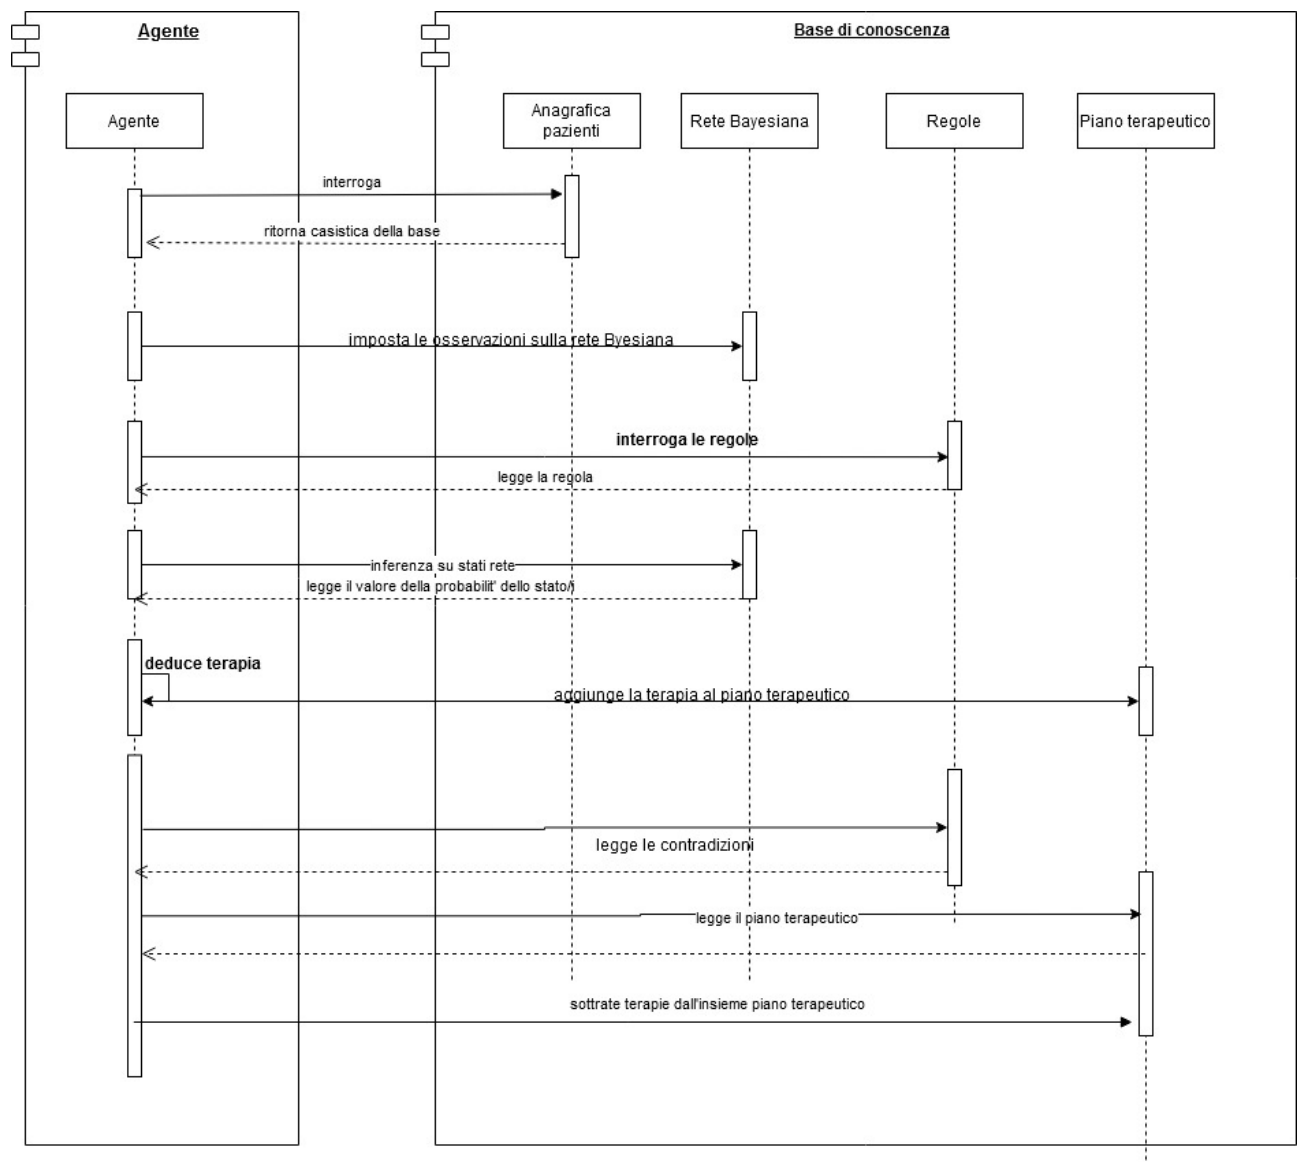 Agente
Base di conoscenza
Agente
Anagrafica
pazienti
Rete Bayesiana
Regole
Piano terapeutico
interroga
ritorna casistica della base
imposta le osservazioni sulla rete Byesiana
interroga le regole
legge la regola
inferenza su stati rete
legge il valore della probabilit' dello stato/i
deduce terapia
aggiunge la terapia al piano terapeutico
legge le contradizioni
legge il piano terapeutico
sottrate terapie dall'insieme piano terapeutico